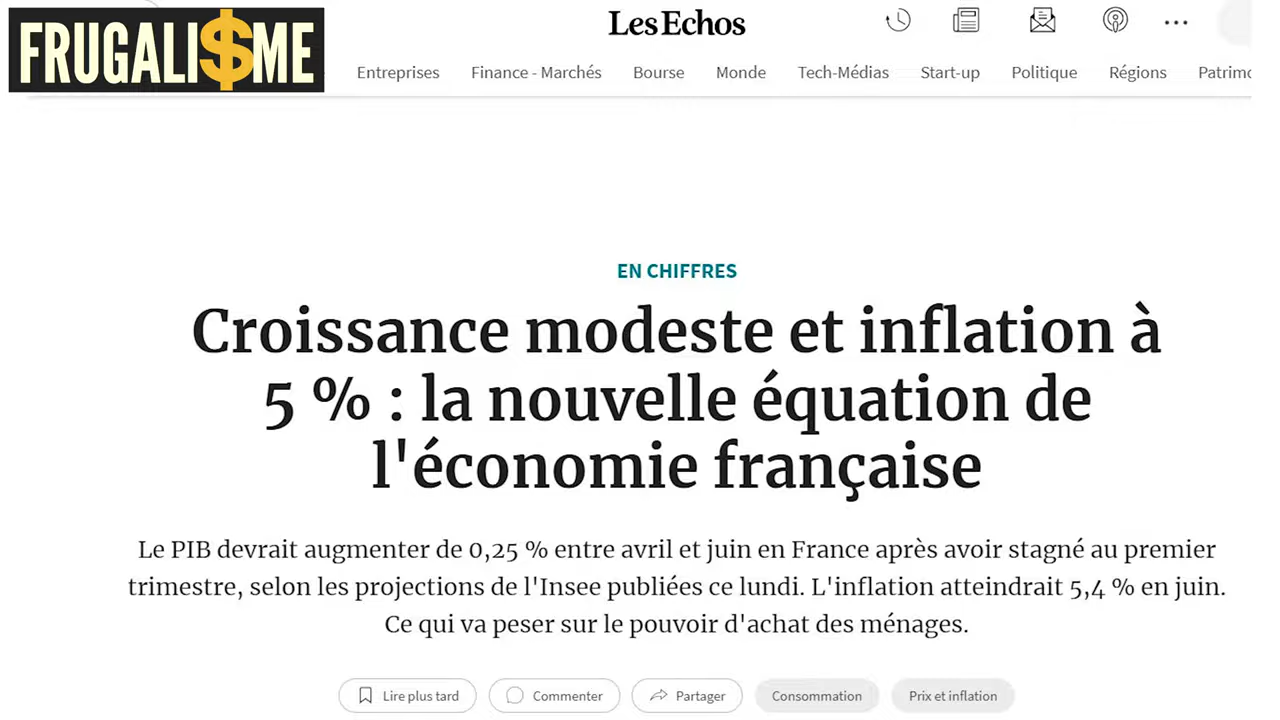 FRUGALI$ME
Les Echos
Entreprises Finance - Marchés Bourse Monde Tech-Médias Start-up Politique Régions Patrimo
EN CHIFFRES
Croissance modeste et inflation à
5 % : la nouvelle équation de
l'économie française
Le PIB devrait augmenter de 0,25 % entre avril et juin en France après avoir stagné au premier
trimestre, selon les projections de l'Insee publiées ce lundi. L'inflation atteindrait 5,4 % en juin.
Ce qui va peser sur le pouvoir d'achat des ménages.
Lire plus tard Commenter Partager Consommation Prix et inflation